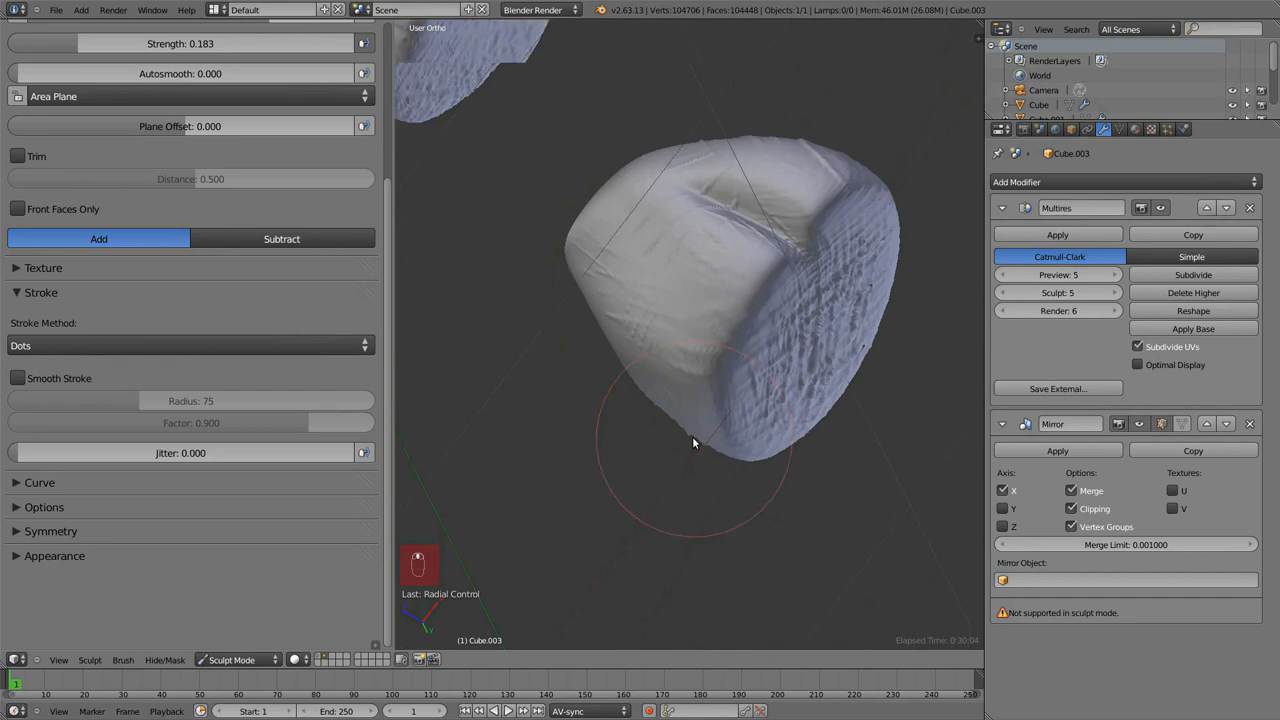 File Add Render Window Help Default Scene Blender Render v2.63.13 | Verts:104706 | Faces:104448 | Objects:1/1 | Lamps:0/0 | Mem:46.01M (26.08M) | Cube.003
Strength: 0.183
Autosmooth: 0.000
Area Plane
Plane Offset: 0.000
Trim
Distance: 0.500
Front Faces Only
Add Subtract
Texture
Stroke
Stroke Method:
Dots
Smooth Stroke
Radius: 75
Factor: 0.900
Jitter: 0.000
Curve
Options
Symmetry
Appearance
User Ortho
Last: Radial Control
y
(1) Cube.003
Elapsed Time: 0:30:04
View Search All Scenes
Scene
RenderLayers
World
Camera
Cube
Cube.003
Add Modifier
Multires
Apply Copy
Catmull-Clark Simple
Preview: 5 Subdivide
Sculpt: 5 Delete Higher
Render: 6 Reshape
Apply Base
Subdivide UVs
Optimal Display
Save External...
Mirror
Apply Copy
Axis: Options: Textures:
X Merge U
Y Clipping V
Z Vertex Groups
Merge Limit: 0.001000
Mirror Object:
Not supported in sculpt mode.
View Sculpt Brush Hide/Mask Sculpt Mode
1
0 10 20 30 40 50 60 70 80 90 100 110 120 130 140 150 160 170 180 190 200 210 220 230 240 250
View Marker Frame Playback Start: 1 End: 250 1 AV-sync